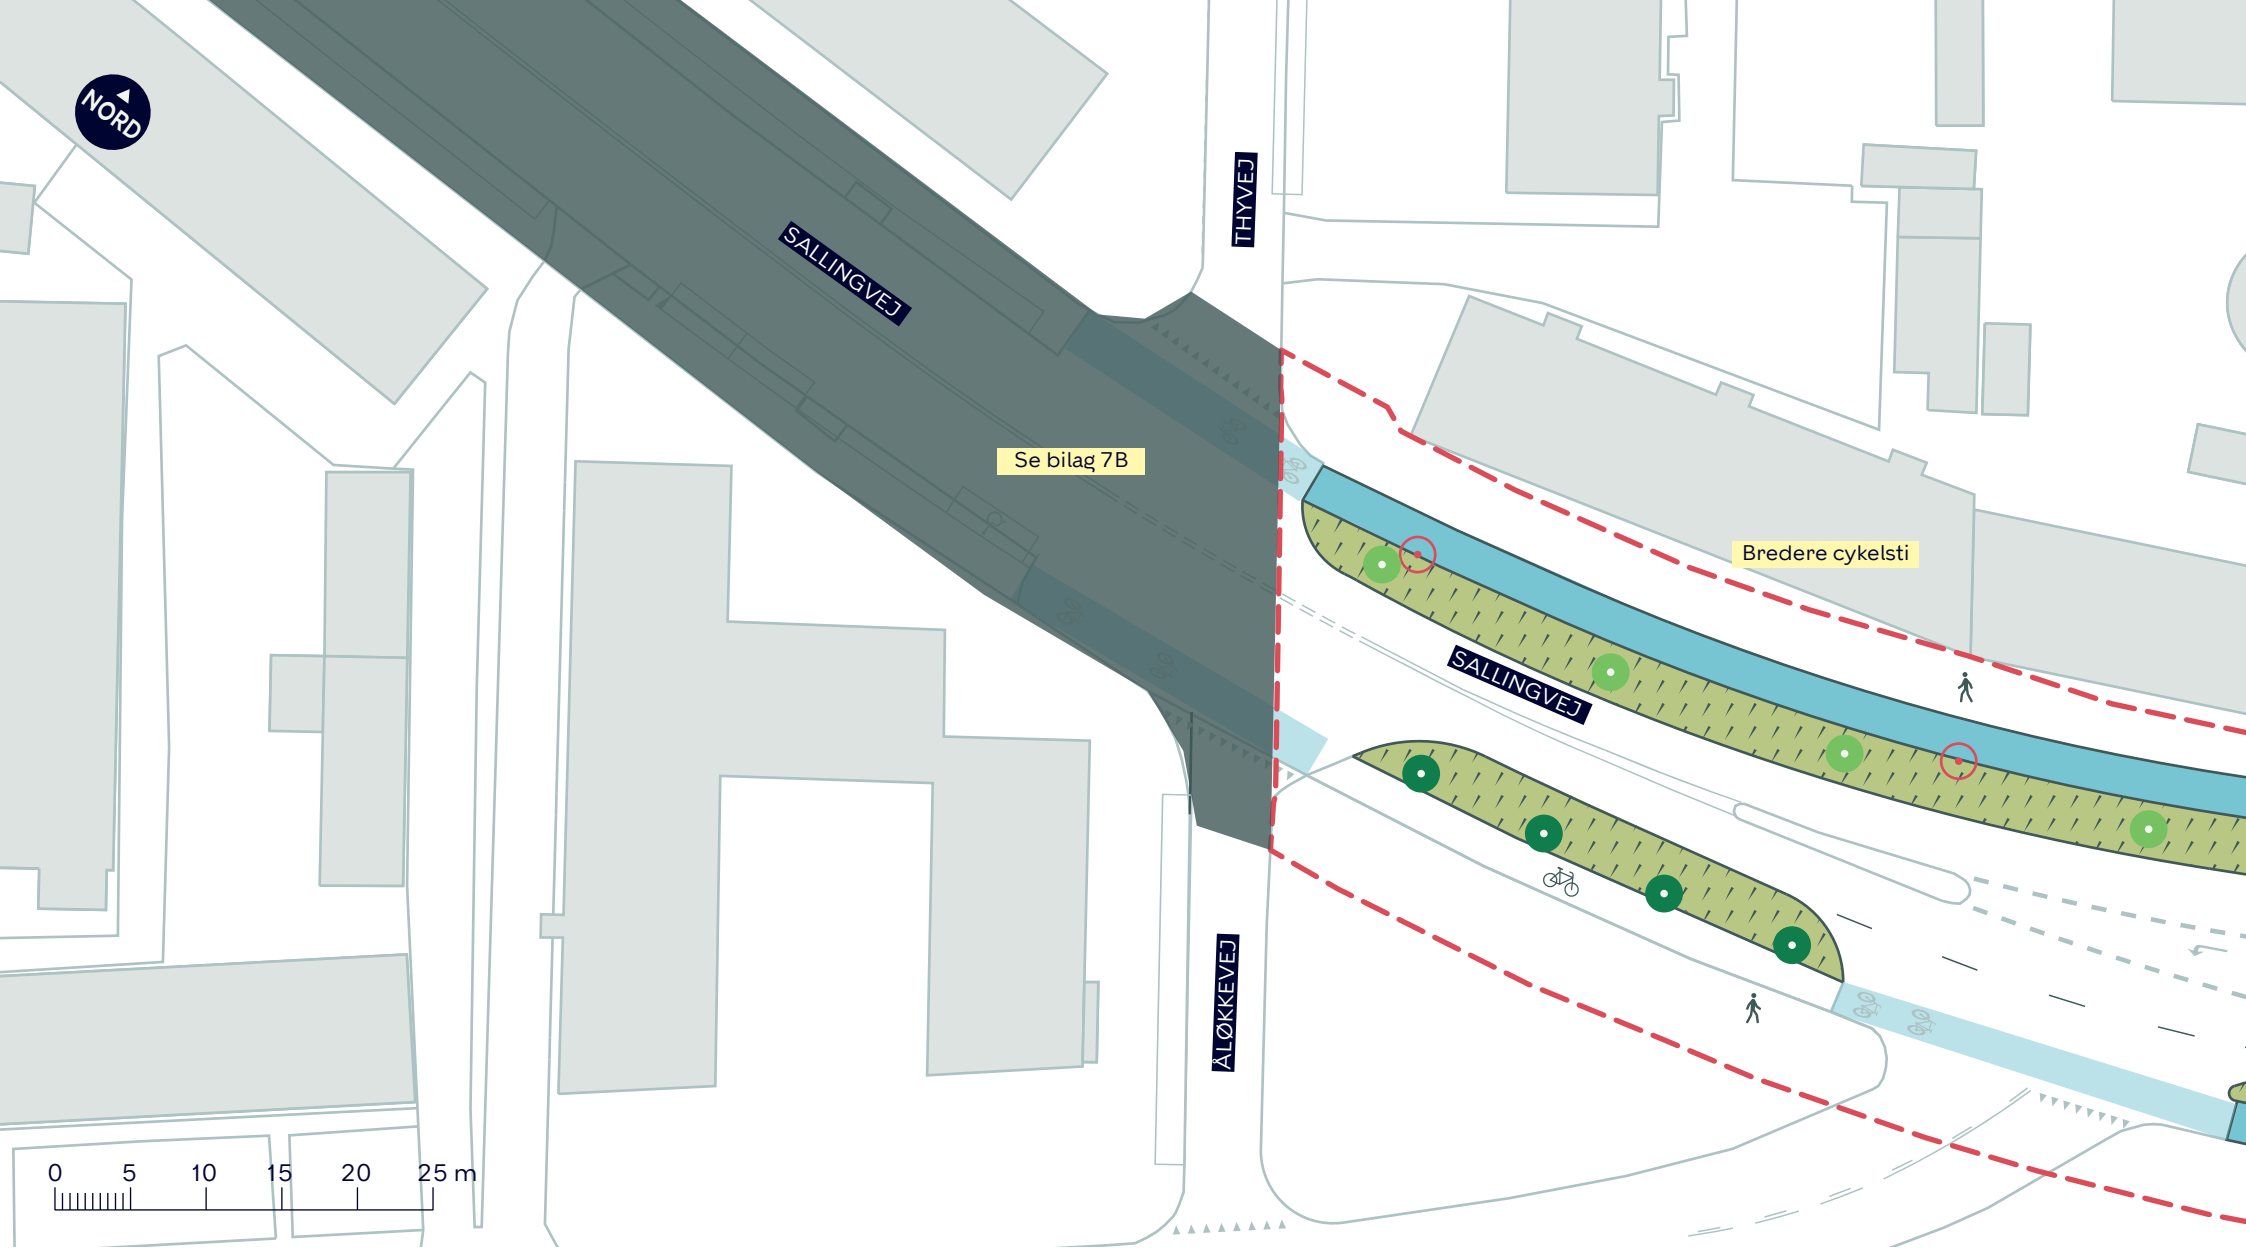 NORD
THYVEJ
SALLINGVEJ
Se bilag 7B
Bredere cykelsti
SALLINGVEJ
ÅLØKKEVEJ
0 5 10 15 20 25 m